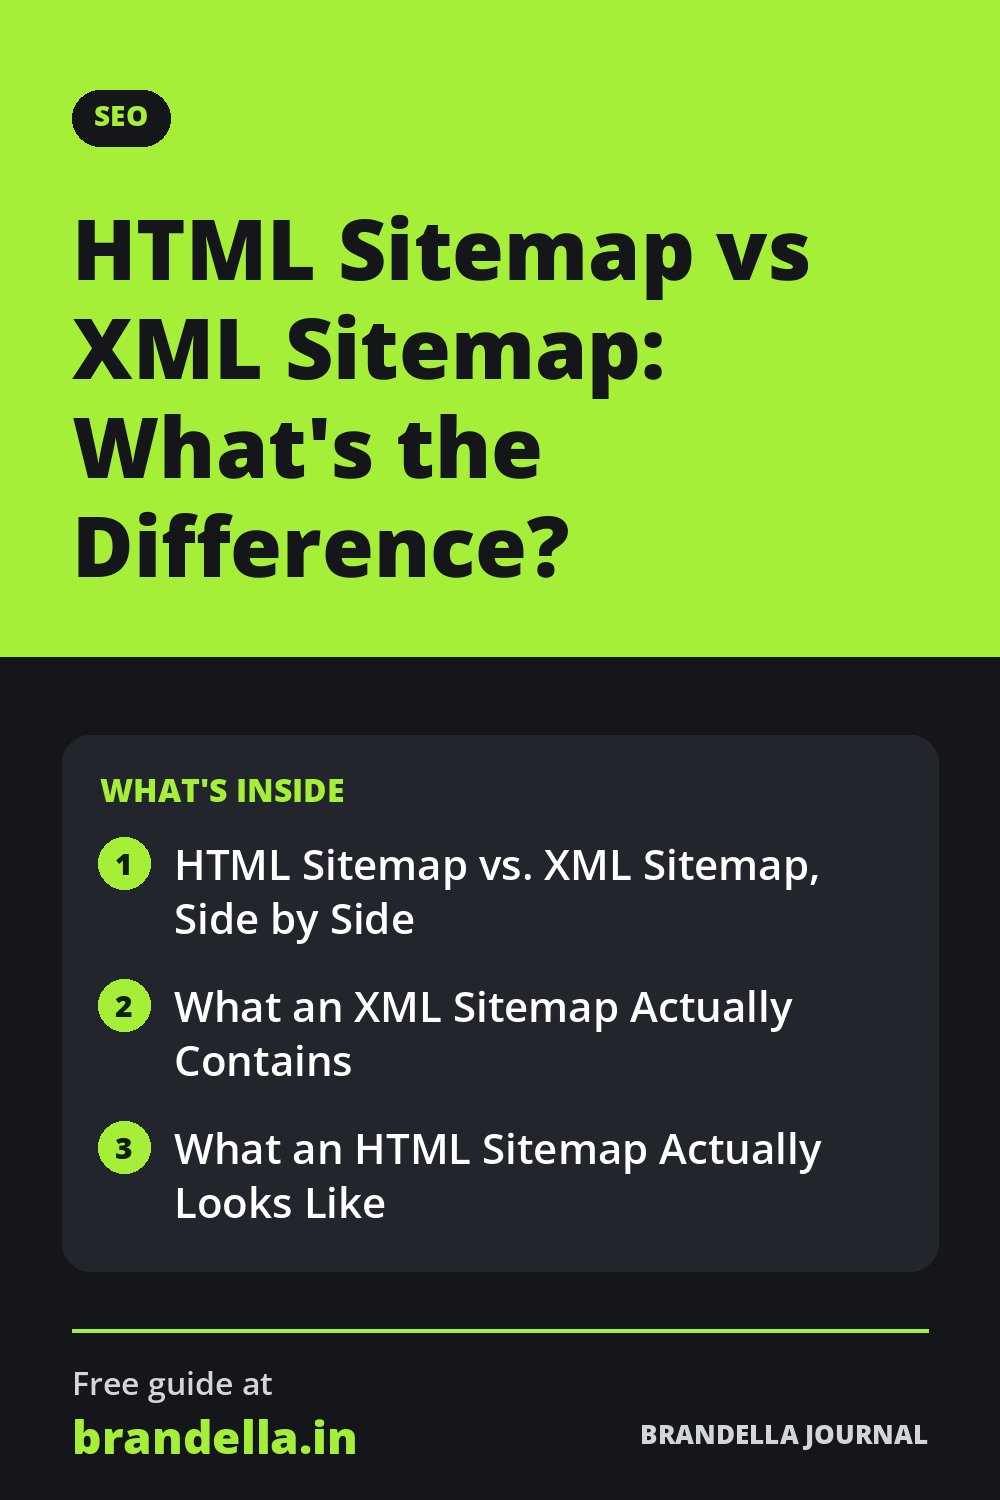 SEO
HTML Sitemap vs
XML Sitemap:
What's the
Difference?
WHAT'S INSIDE
1 HTML Sitemap vs. XML Sitemap,
Side by Side
2 What an XML Sitemap Actually
Contains
3 What an HTML Sitemap Actually
Looks Like
Free guide at
brandella.in
BRANDELLA JOURNAL